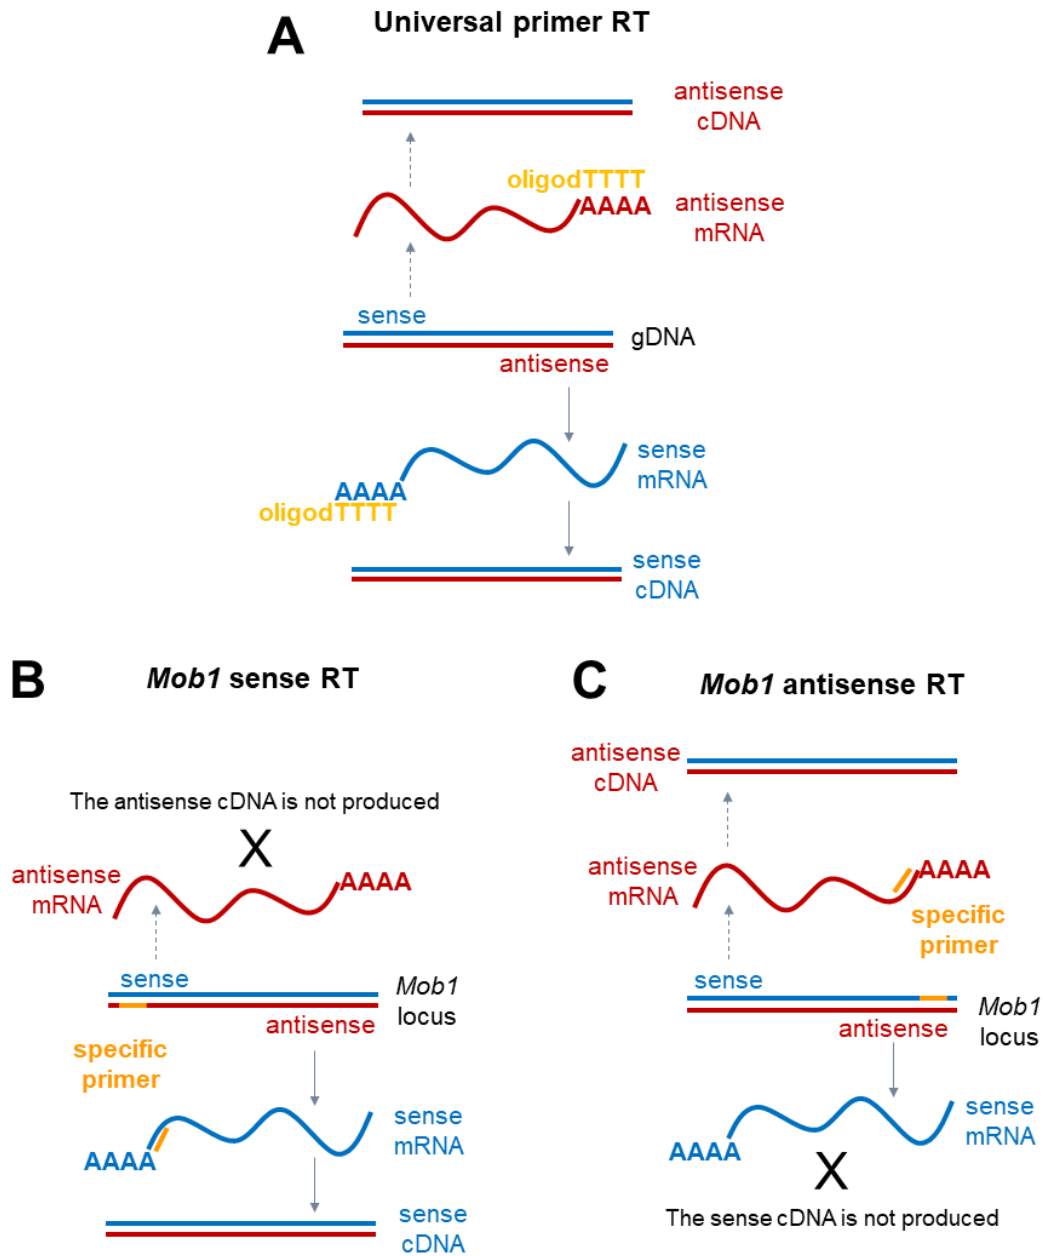 A
Universal primer RT
antisense
cDNA
oligodTTTT
AAAA
antisense
mRNA
sense
gDNA
antisense
sense
mRNA
AAAA
oligodTTTT
sense
cDNA
B
Mob1 sense RT
The antisense cDNA is not produced
X
antisense
mRNA
AAAA
sense
Mob1
locus
antisense
specific
primer
sense
mRNA
AAAA
sense
cDNA
C
Mob1 antisense RT
antisense
cDNA
antisense
mRNA
AAAA
specific
primer
sense
Mob1
locus
antisense
sense
mRNA
AAAA
X
The sense cDNA is not produced